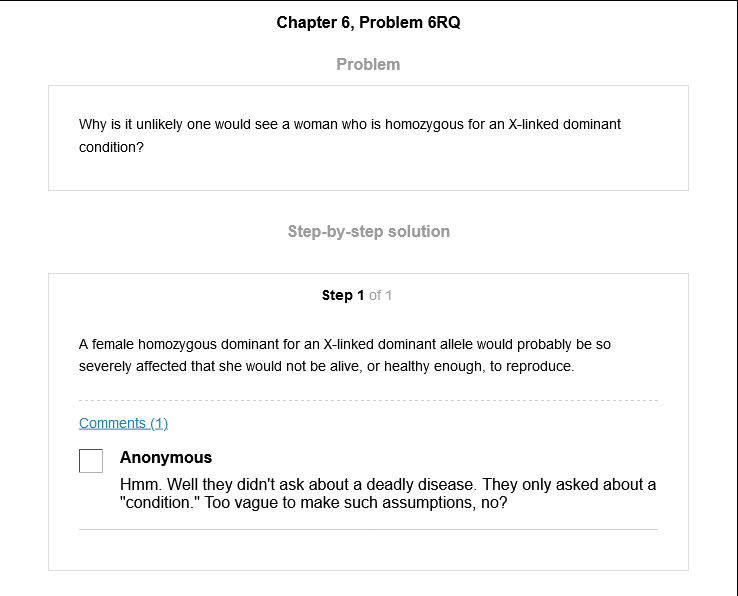 Chapter 6, Problem 6RQ
Problem
Why is it unlikely one would see a woman who is homozygous for an X-linked dominant
condition?
Step-by-step solution
Step 1 of 1
A female homozygous dominant for an X-linked dominant allele would probably be so
severely affected that she would not be alive, or healthy enough, to reproduce.
Comments (1)
Anonymous
Hmm. Well they didn't ask about a deadly disease. They only asked about a
"condition." Too vague to make such assumptions, no?